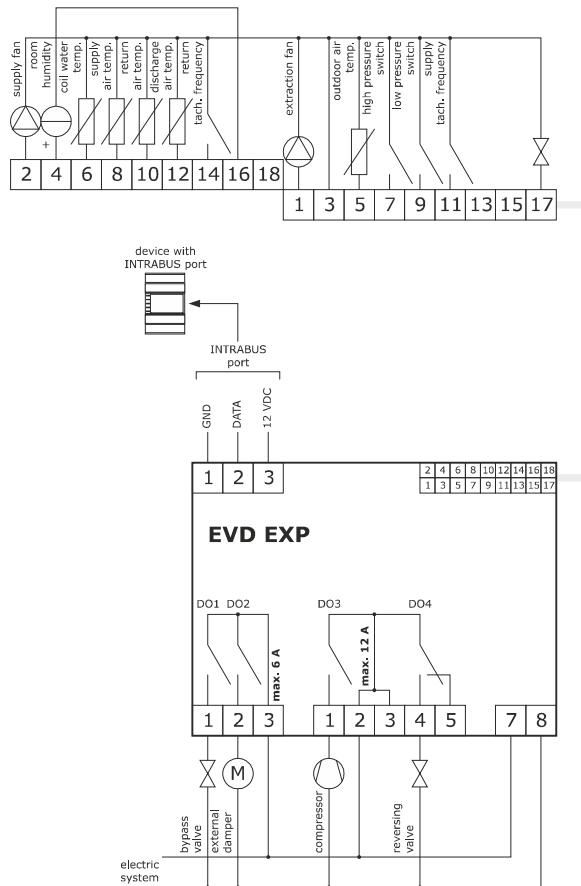 supply fan
room
humidity
coil water
temp.
supply
air temp.
return
air temp.
discharge
air temp.
return
tach. frequency
extraction fan
outdoor air
temp.
high pressure
switch
low pressure
switch
supply
tach. frequency
+
2 4 6 8 10 12 14 16 18
1 3 5 7 9 11 13 15 17
device with
INTRABUS port
INTRABUS
port
GND
DATA
12 VDC
1 2 3
2 4 6 8 10 12 14 16 18
1 3 5 7 9 11 13 15 17
EVD EXP
DO1 DO2 DO3 DO4
max. 6 A
max. 12 A
1 2 3 1 2 3 4 5 7 8
M
bypass
valve
external
damper
compressor
reversing
valve
electric
system